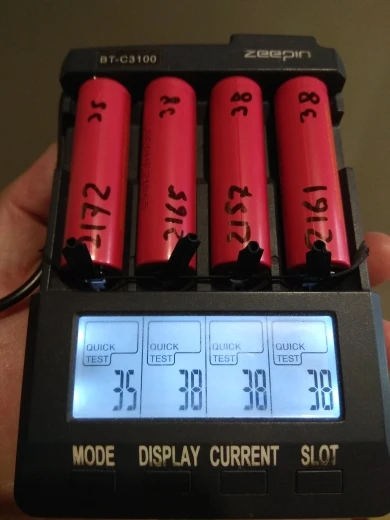 BT-C3100
zeepin
35 38 38 38
2172 2165 2157 2161
QUICK QUICK QUICK QUICK
TEST TEST TEST TEST
35 38 38 38
MODE DISPLAY CURRENT SLOT